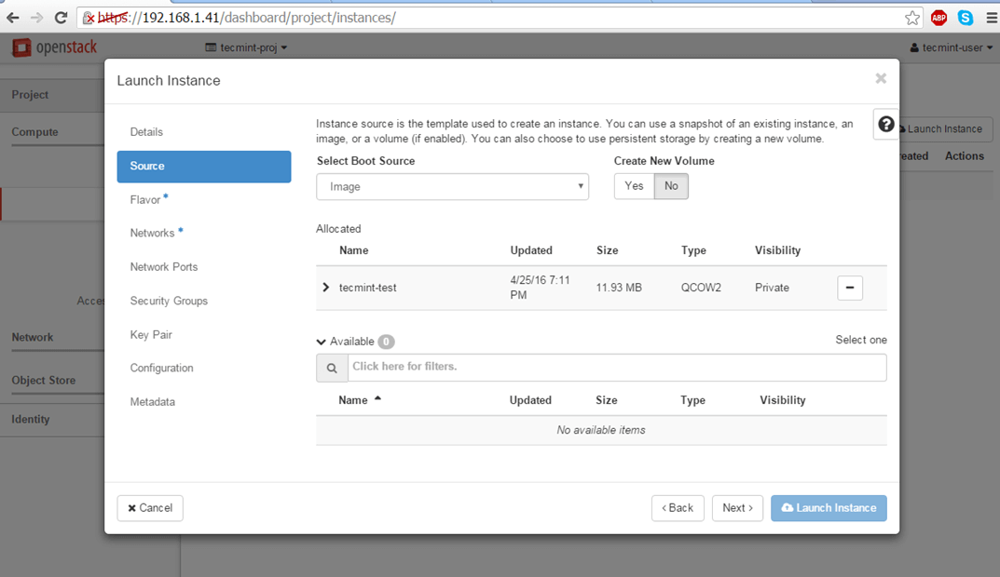 https://192.168.1.41/dashboard/project/instances/
ABP
openstack
tecmint-proj
tecmint-user
Launch Instance
Project
Compute
Launch Instance
reated
Actions
Details
Source
Flavor *
Networks *
Network Ports
Security Groups
Key Pair
Configuration
Metadata
Acces
Network
Object Store
Identity
Instance source is the template used to create an instance. You can use a snapshot of an existing instance, an
image, or a volume (if enabled). You can also choose to use persistent storage by creating a new volume.
?
Select Boot Source
Create New Volume
Image
Yes No
Allocated
Name Updated Size Type Visibility
tecmint-test 4/25/16 7:11 PM 11.93 MB QCOW2 Private
Available 0
Select one
Click here for filters.
Name Updated Size Type Visibility
No available items
Cancel
Back
Next
Launch Instance